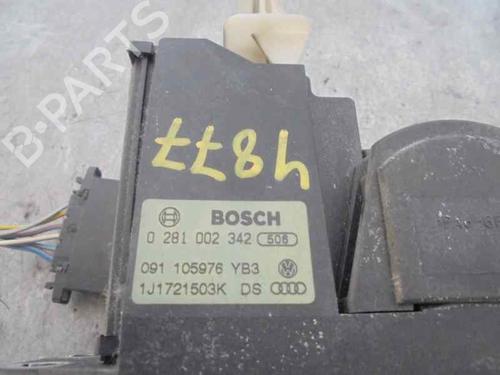 B-PARTS
4877
BOSCH
0 281 002 342 506
091 105976 YB3
1J1721503K DS